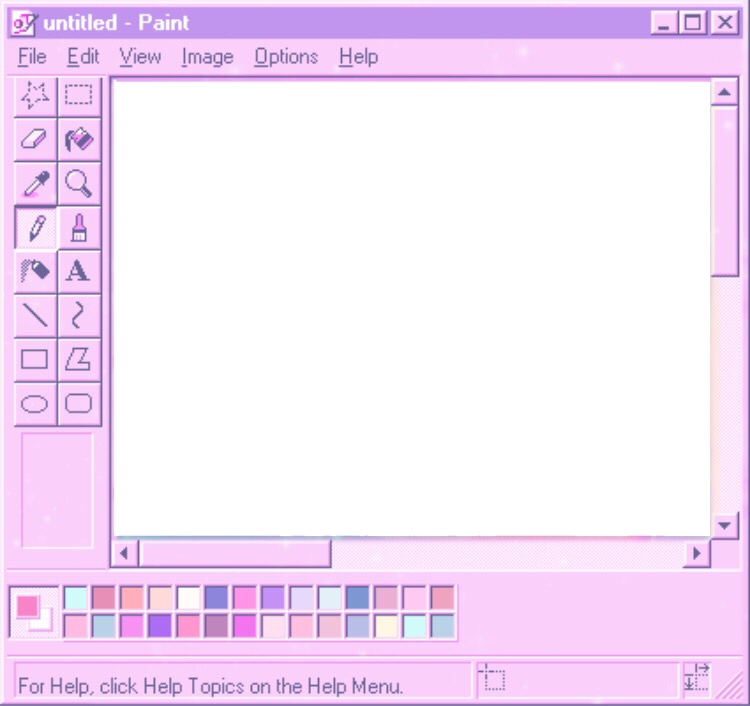 untitled - Paint
File Edit View Image Options Help
A
For Help, click Help Topics on the Help Menu.